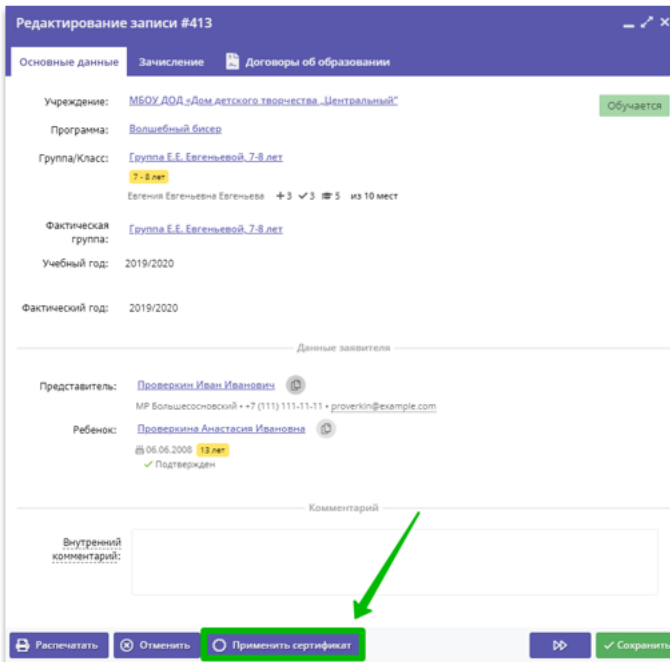 Редактирование записи #413
Основные данные Зачисление Договоры об образовании
Учреждение: МБОУ ДОД «Дом детского творчества „Центральный"
Обучается
Программа: Волшебный бисер
Группа/Класс: Группа Е.Е. Евгеньевой, 7-8 лет
7 - 8 лет
Евгения Евгеньевна Евгеньева +3 ✓3 5 из 10 мест
Фактическая
группа: Группа Е.Е. Евгеньевой, 7-8 лет
Учебный год: 2019/2020
Фактический год: 2019/2020
Данные заявителя
Представитель: Проверкин Иван Иванович
МР Большесосновский • +7 (111) 111-11-11 • proverkin@example.com
Ребенок: Проверкина Анастасия Ивановна
06.06.2008 13 лет
✓ Подтвержден
Комментарий
Внутренний
комментарий:
Распечатать Отменить Применить сертификат Сохранить